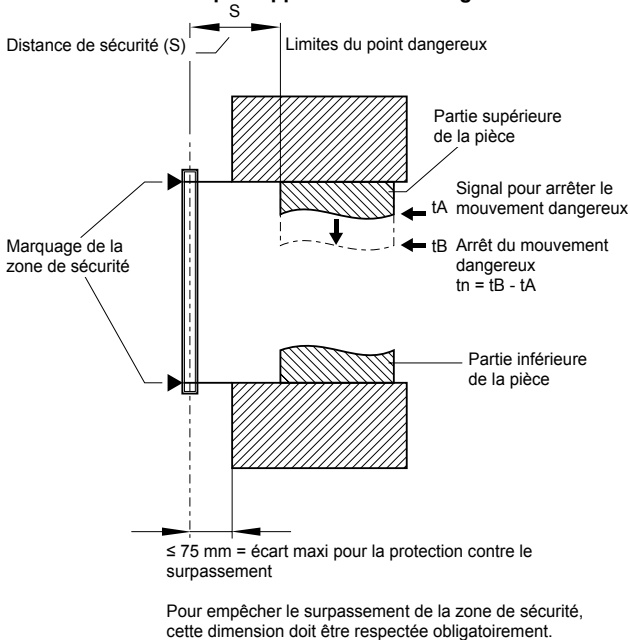 S
Distance de sécurité (S)
Limites du point dangereux
Partie supérieure
de la pièce
tA
Signal pour arrêter le
mouvement dangereux
Marquage de la
zone de sécurité
tB
Arrêt du mouvement
dangereux
tn = tB - tA
Partie inférieure
de la pièce
≤ 75 mm = écart maxi pour la protection contre le
surpassement
Pour empêcher le surpassement de la zone de sécurité,
cette dimension doit être respectée obligatoirement.